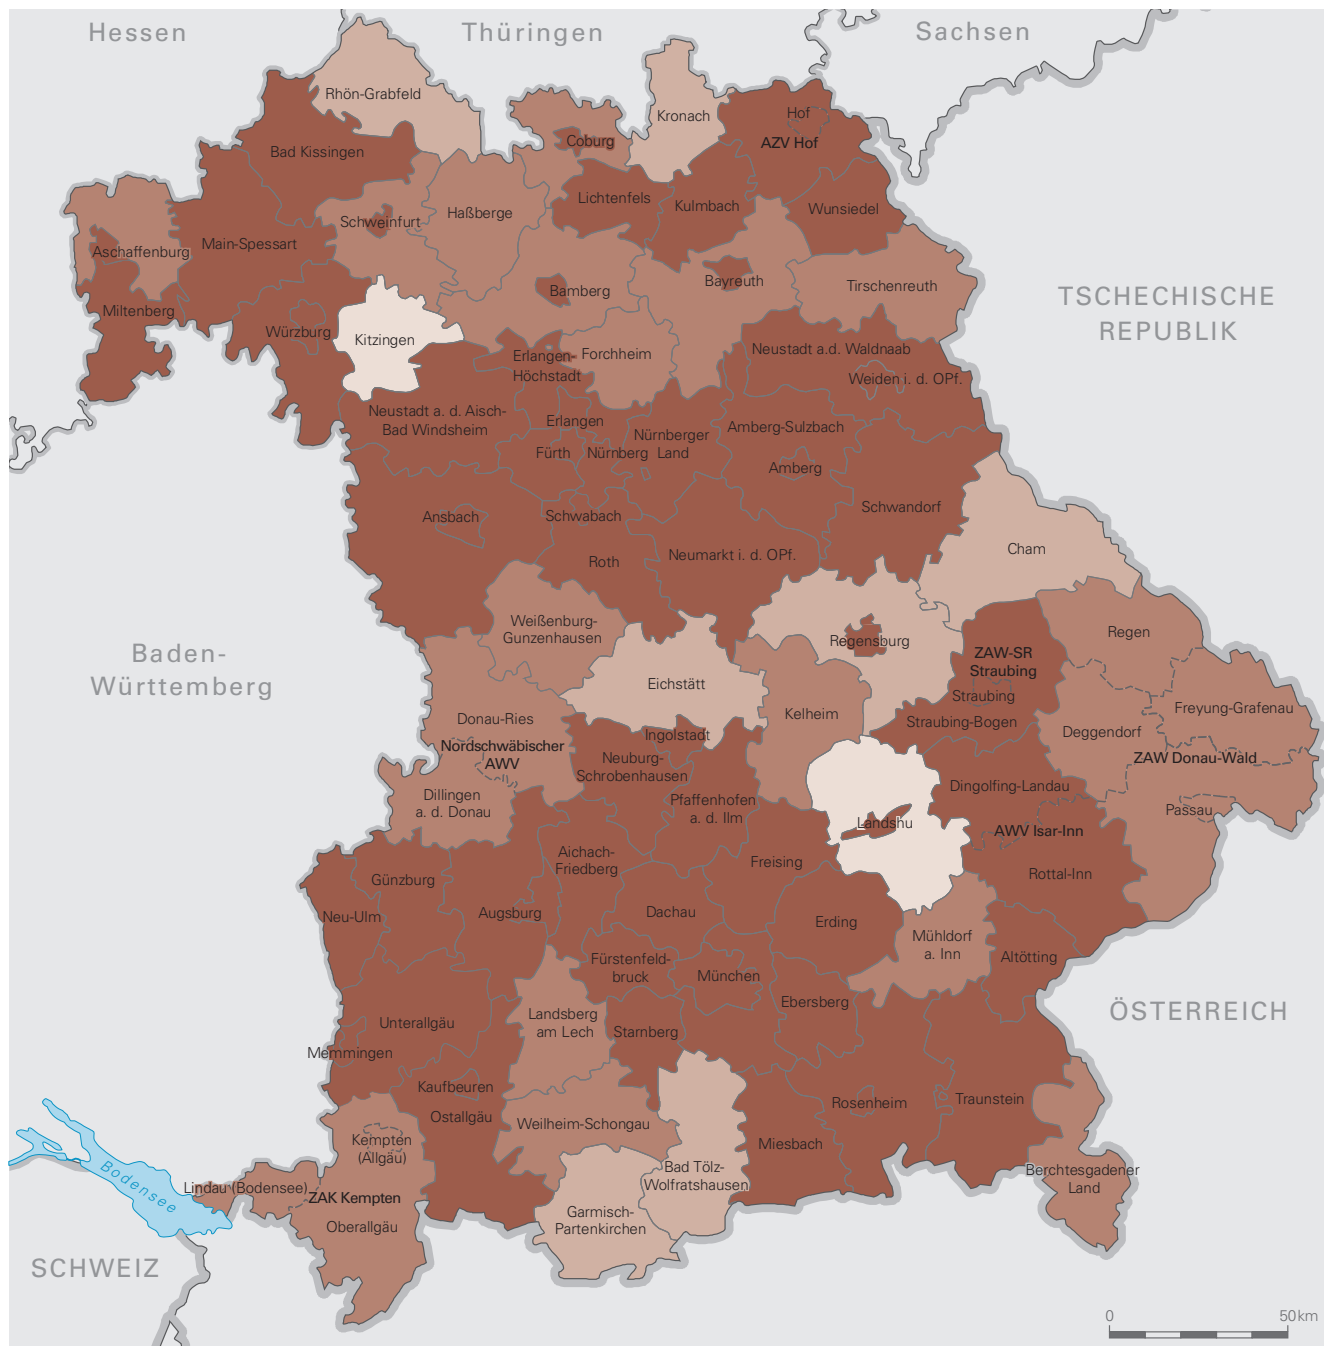 Hessen
Thüringen
Sachsen
Rhön-Grabfeld
Kronach
Hof
AZV Hof
Coburg
Bad Kissingen
Lichtenfels
Kulmbach
Wunsiedel
Schweinfurt
Haßberge
Aschaffenburg
Main-Spessart
Bamberg
Bayreuth
Tirschenreuth
TSCHECHISCHE
REPUBLIK
Miltenberg
Würzburg
Kitzingen
Erlangen-
Höchstadt
Forchheim
Neustadt a.d. Waldnaab
Weiden i. d. OPf.
Neustadt a. d. Aisch-
Bad Windsheim
Erlangen
Fürth
Nürnberg
Nürnberger
Land
Amberg-Sulzbach
Amberg
Schwandorf
Ansbach
Schwabach
Roth
Neumarkt i. d. OPf.
Cham
Weißenburg-
Gunzenhausen
Regensburg
Regen
ZAW-SR
Straubing
Straubing
Straubing-Bogen
Baden-
Württemberg
Eichstätt
Kelheim
Deggendorf
Freyung-Grafenau
ZAW Donau-Wald
Passau
Donau-Ries
Nordschwäbischer
AWV
Ingolstadt
Neuburg-
Schrobenhausen
Dillingen
a. d. Donau
Pfaffenhofen
a. d. Ilm
Dingolfing-Landau
Landshu
AWV Isar-Inn
Rottal-Inn
Aichach-
Friedberg
Freising
Günzburg
Neu-Ulm
Augsburg
Dachau
Erding
Mühldorf
a. Inn
Altötting
Fürstenfeld-
bruck
München
Ebersberg
ÖSTERREICH
Landsberg
am Lech
Starnberg
Unterallgäu
Memmingen
Kaufbeuren
Ostallgäu
Weilheim-Schongau
Rosenheim
Traunstein
Miesbach
Kempten
(Allgäu)
Bad Tölz-
Wolfratshausen
Berchtesgadener
Land
Bodensee
Lindau (Bodensee)
ZAK Kempten
Oberallgäu
Garmisch-
Partenkirchen
SCHWEIZ
0 50 km